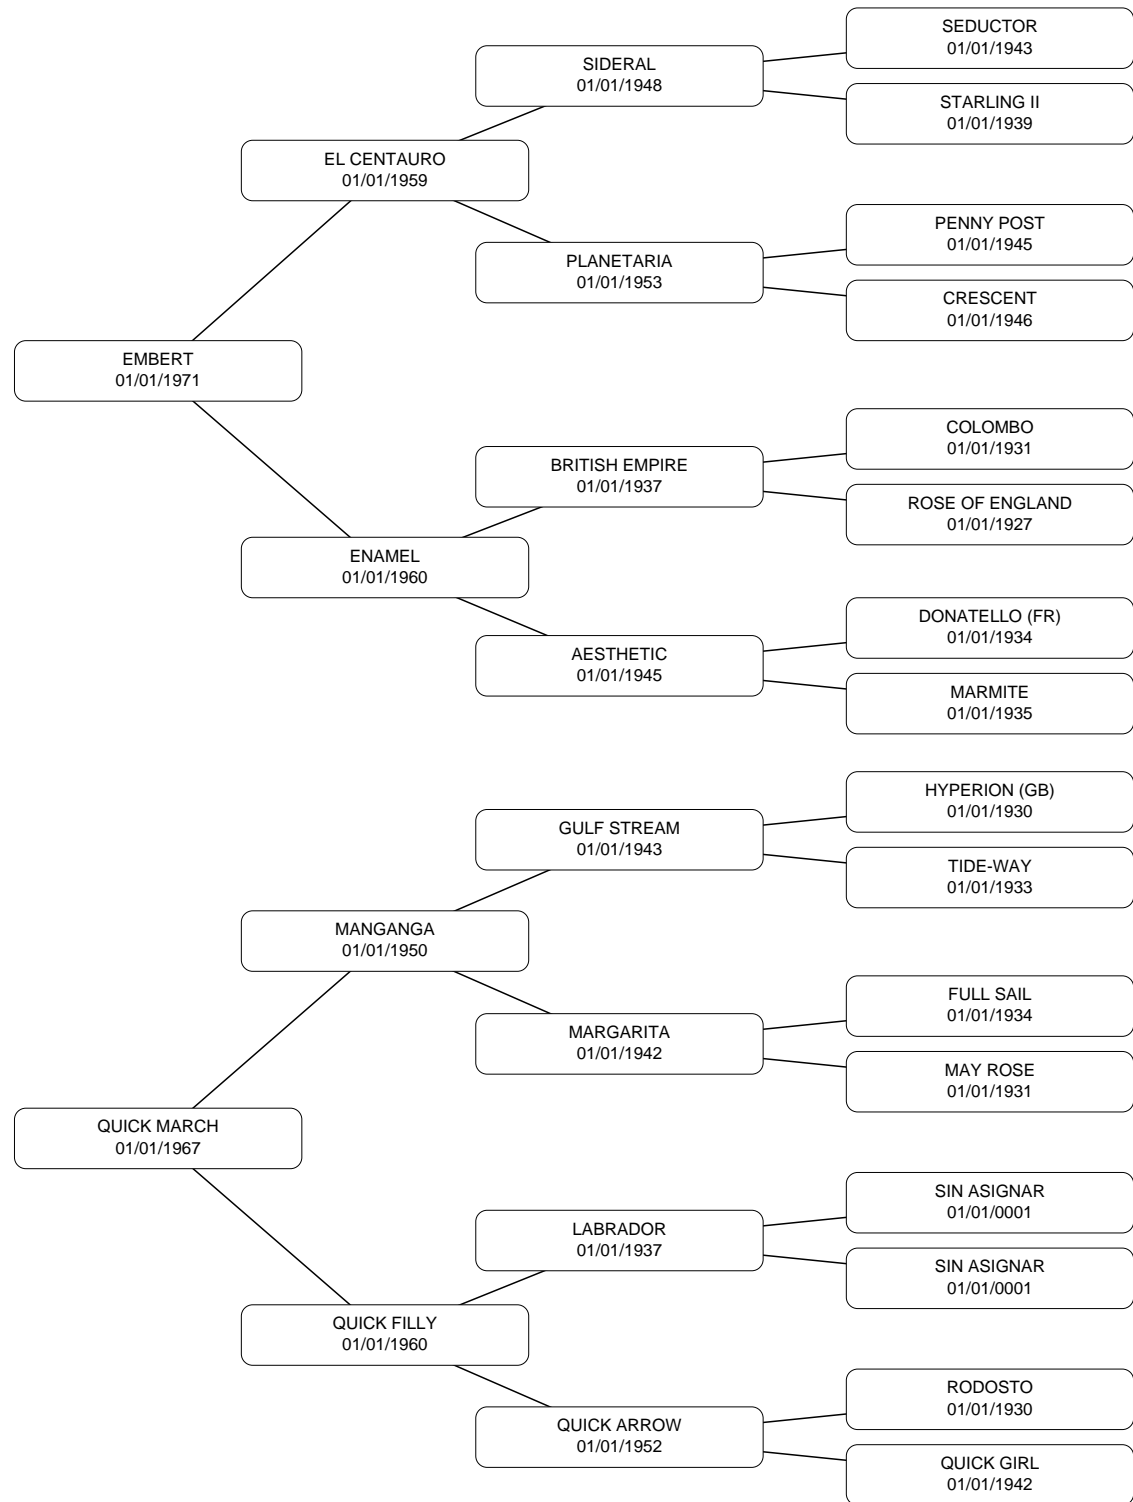 SEDUCTOR
01/01/1943
SIDERAL
01/01/1948
STARLING II
01/01/1939
EL CENTAURO
01/01/1959
PENNY POST
01/01/1945
PLANETARIA
01/01/1953
CRESCENT
01/01/1946
EMBERT
01/01/1971
COLOMBO
01/01/1931
BRITISH EMPIRE
01/01/1937
ROSE OF ENGLAND
01/01/1927
ENAMEL
01/01/1960
DONATELLO (FR)
01/01/1934
AESTHETIC
01/01/1945
MARMITE
01/01/1935
HYPERION (GB)
01/01/1930
GULF STREAM
01/01/1943
TIDE-WAY
01/01/1933
MANGANGA
01/01/1950
FULL SAIL
01/01/1934
MARGARITA
01/01/1942
MAY ROSE
01/01/1931
QUICK MARCH
01/01/1967
SIN ASIGNAR
01/01/0001
LABRADOR
01/01/1937
SIN ASIGNAR
01/01/0001
QUICK FILLY
01/01/1960
RODOSTO
01/01/1930
QUICK ARROW
01/01/1952
QUICK GIRL
01/01/1942